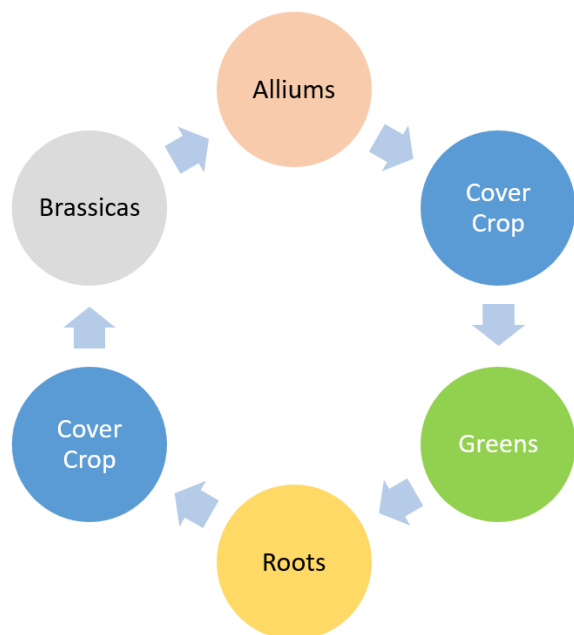 Alliums
Cover
Crop
Greens
Roots
Cover
Crop
Brassicas